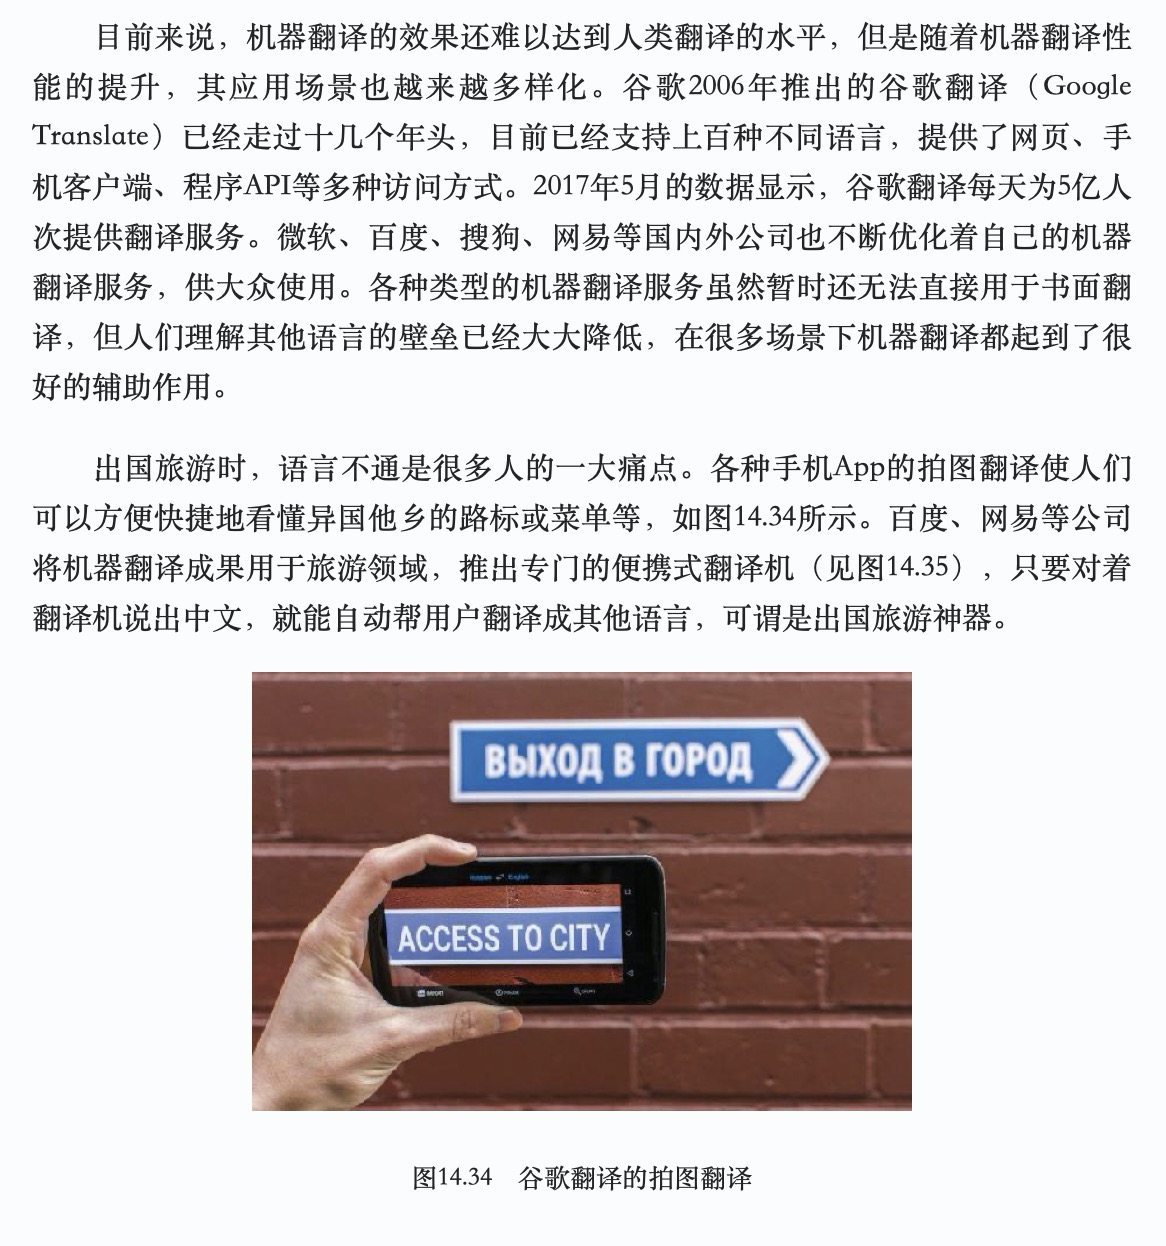 目前来说，机器翻译的效果还难以达到人类翻译的水平，但是随着机器翻译性
能的提升，其应用场景也越来越多样化。谷歌2006年推出的谷歌翻译（Google
Translate）已经走过十几个年头，目前已经支持上百种不同语言，提供了网页、手
机客户端、程序API等多种访问方式。2017年5月的数据显示，谷歌翻译每天为5亿人
次提供翻译服务。微软、百度、搜狗、网易等国内外公司也不断优化着自己的机器
翻译服务，供大众使用。各种类型的机器翻译服务虽然暂时还无法直接用于书面翻
译，但人们理解其他语言的壁垒已经大大降低，在很多场景下机器翻译都起到了很
好的辅助作用。
出国旅游时，语言不通是很多人的一大痛点。各种手机App的拍图翻译使人们
可以方便快捷地看懂异国他乡的路标或菜单等，如图14.34所示。百度、网易等公司
将机器翻译成果用于旅游领域，推出专门的便携式翻译机（见图14.35），只要对着
翻译机说出中文，就能自动帮用户翻译成其他语言，可谓是出国旅游神器。
ВЫХОД В ГОРОД
English
ACCESS TO CITY
图14.34 谷歌翻译的拍图翻译